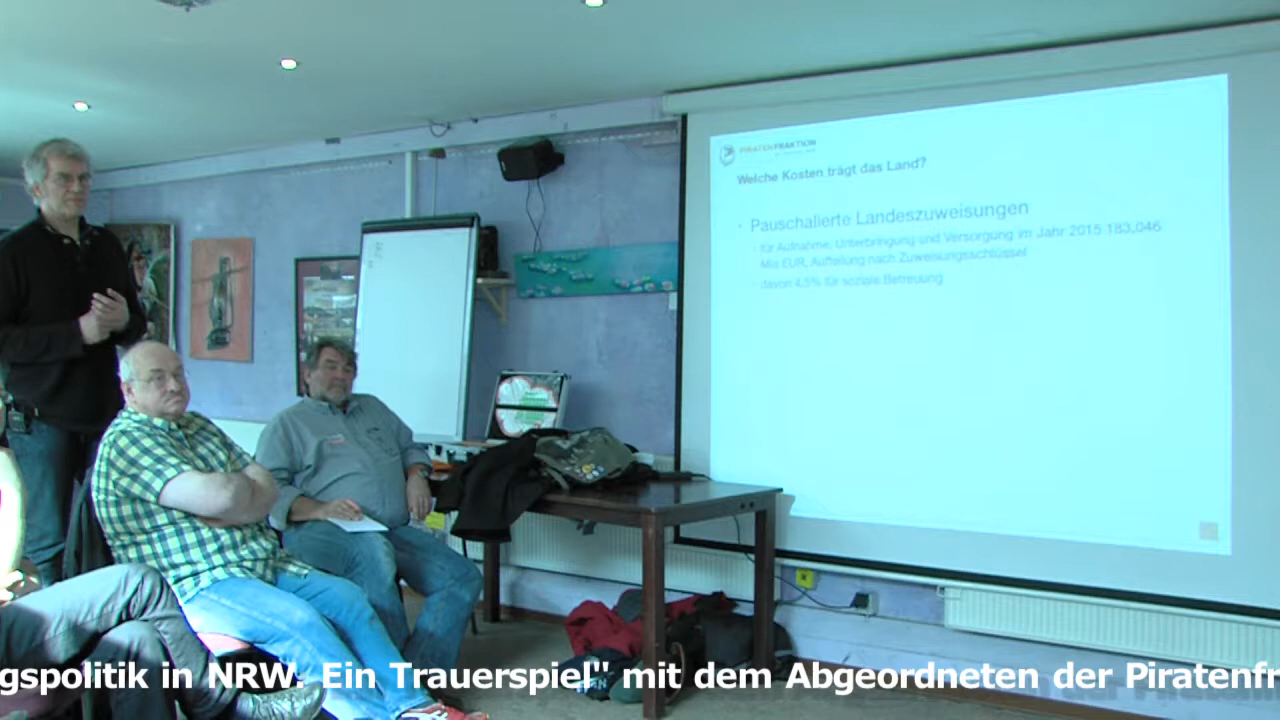 PIRATENFRAKTION
Welche Kosten trägt das Land?
Pauschalierte Landeszuweisungen
für Aufnahme, Unterbringung und Versorgung im Jahr 2015 183,046
Mio EUR, Aufteilung nach Zuweisungsschlüssel
davon 4,5% für soziale Betreuung
gspolitik in NRW. Ein Trauerspiel" mit dem Abgeordneten der Piratenfr